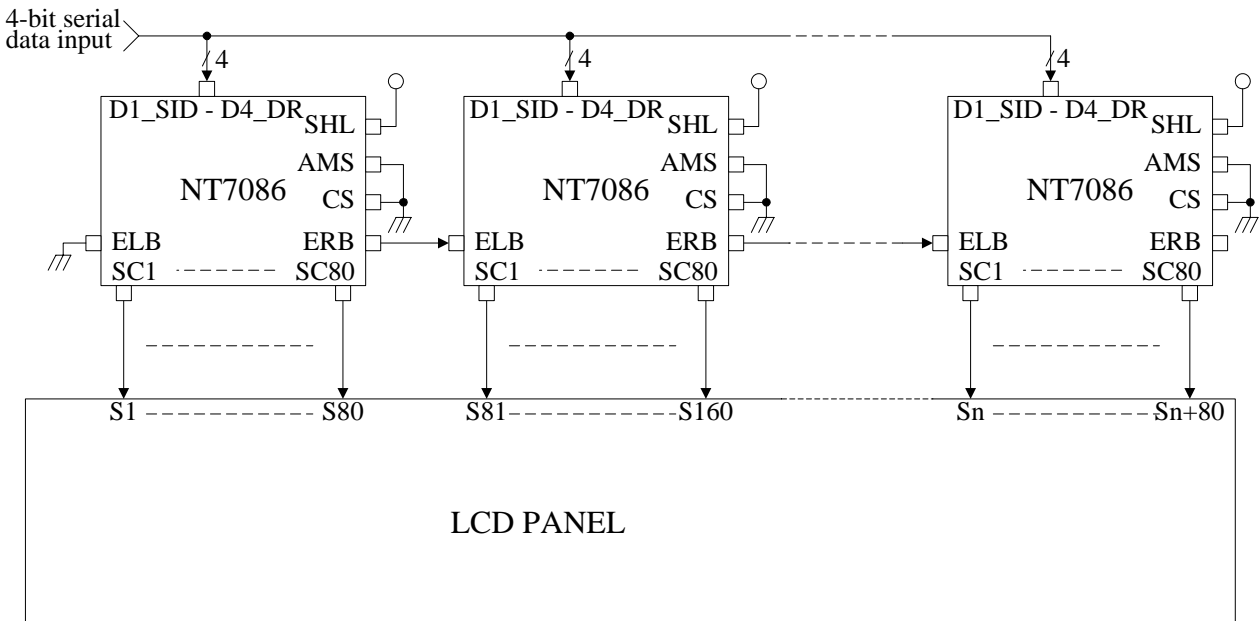 4-bit serial
data input
4 4 4
D1_SID - D4_DR D1_SID - D4_DR D1_SID - D4_DR
SHL SHL SHL
AMS AMS AMS
NT7086 NT7086 NT7086
CS CS CS
ELB ERB ELB ERB ELB ERB
SC1 SC80 SC1 SC80 SC1 SC80
S1 S80 S81 S160 Sn Sn+80
LCD PANEL